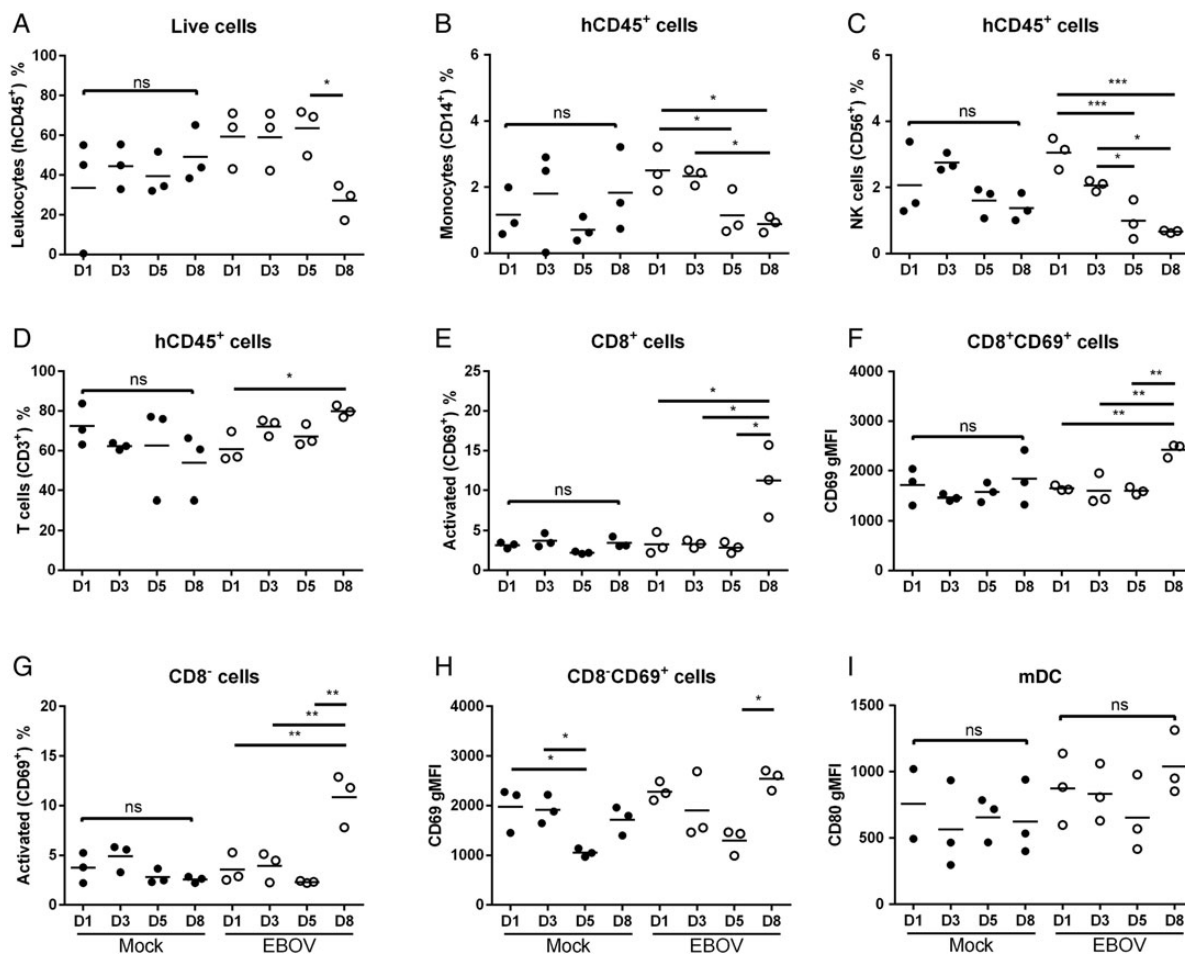 A
Live cells
Leukocytes (hCD45+) %
100
80
60
40
20
0
ns
*
D1 D3 D5 D8 D1 D3 D5 D8
B
hCD45+ cells
Monocytes (CD14+) %
6
4
2
0
ns
*
*
*
D1 D3 D5 D8 D1 D3 D5 D8
C
hCD45+ cells
NK cells (CD56+) %
6
4
2
0
ns
***
***
*
*
D1 D3 D5 D8 D1 D3 D5 D8
D
hCD45+ cells
T cells (CD3+) %
100
80
60
40
20
0
ns
*
D1 D3 D5 D8 D1 D3 D5 D8
E
CD8+ cells
Activated (CD69+) %
25
20
15
10
5
0
ns
*
*
*
D1 D3 D5 D8 D1 D3 D5 D8
F
CD8+CD69+ cells
CD69 gMFI
4000
3000
2000
1000
0
ns
**
**
**
D1 D3 D5 D8 D1 D3 D5 D8
G
CD8- cells
Activated (CD69+) %
20
15
10
5
0
ns
**
**
**
D1 D3 D5 D8 D1 D3 D5 D8
Mock EBOV
H
CD8-CD69+ cells
CD69 gMFI
4000
3000
2000
1000
0
*
*
*
D1 D3 D5 D8 D1 D3 D5 D8
Mock EBOV
I
mDC
CD80 gMFI
1500
1000
500
0
ns
ns
D1 D3 D5 D8 D1 D3 D5 D8
Mock EBOV